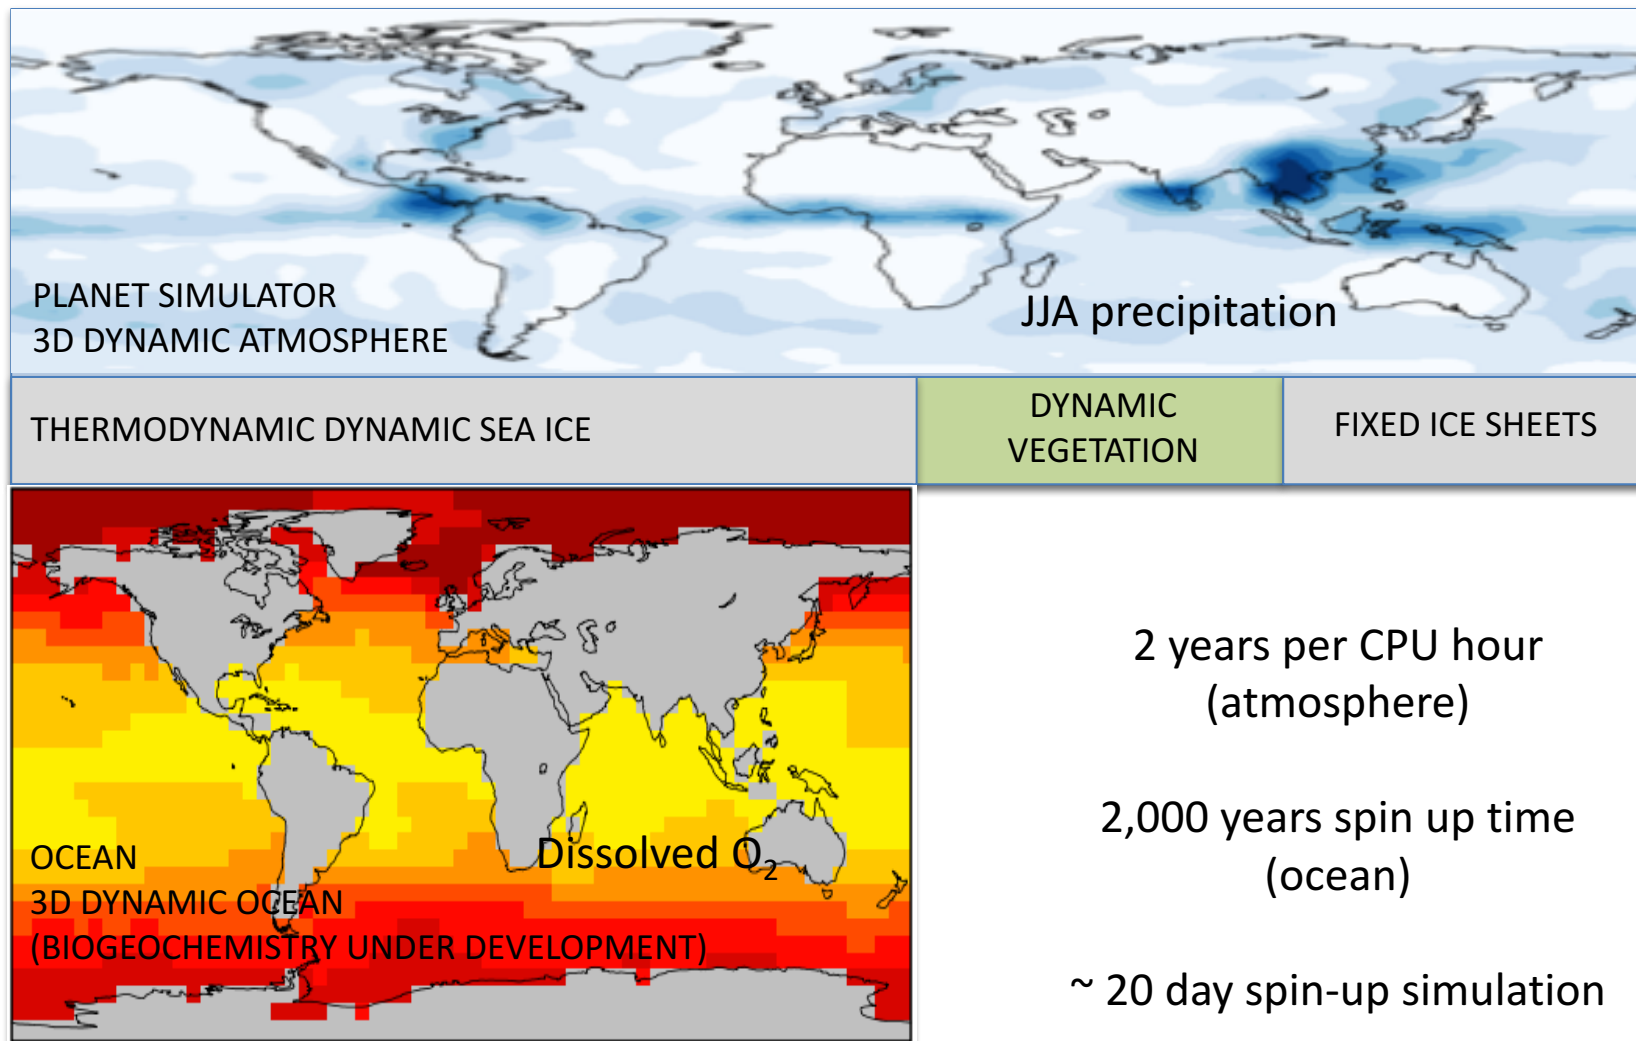 PLANET SIMULATOR
3D DYNAMIC ATMOSPHERE
JJA precipitation
THERMODYNAMIC DYNAMIC SEA ICE
DYNAMIC
VEGETATION
FIXED ICE SHEETS
Dissolved O₂
OCEAN
3D DYNAMIC OCEAN
(BIOGEOCHEMISTRY UNDER DEVELOPMENT)
2 years per CPU hour
(atmosphere)
2,000 years spin up time
(ocean)
~ 20 day spin-up simulation